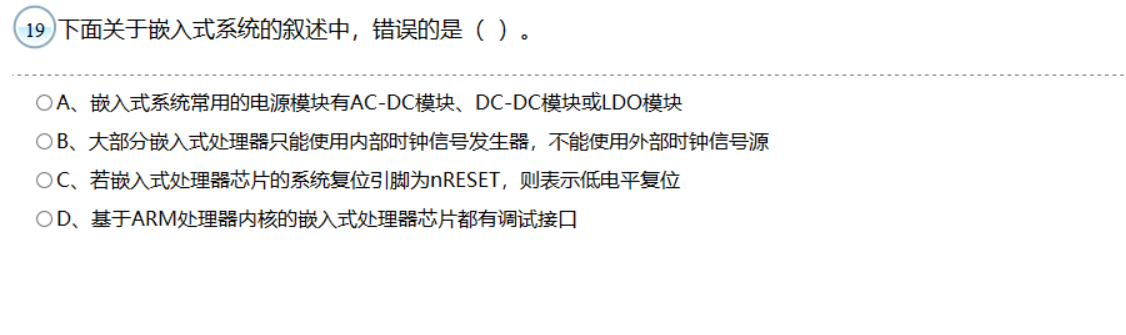 19 下面关于嵌入式系统的叙述中，错误的是（ ）。
A、嵌入式系统常用的电源模块有AC-DC模块、DC-DC模块或LDO模块
B、大部分嵌入式处理器只能使用内部时钟信号发生器，不能使用外部时钟信号源
C、若嵌入式处理器芯片的系统复位引脚为nRESET，则表示低电平复位
D、基于ARM处理器内核的嵌入式处理器芯片都有调试接口